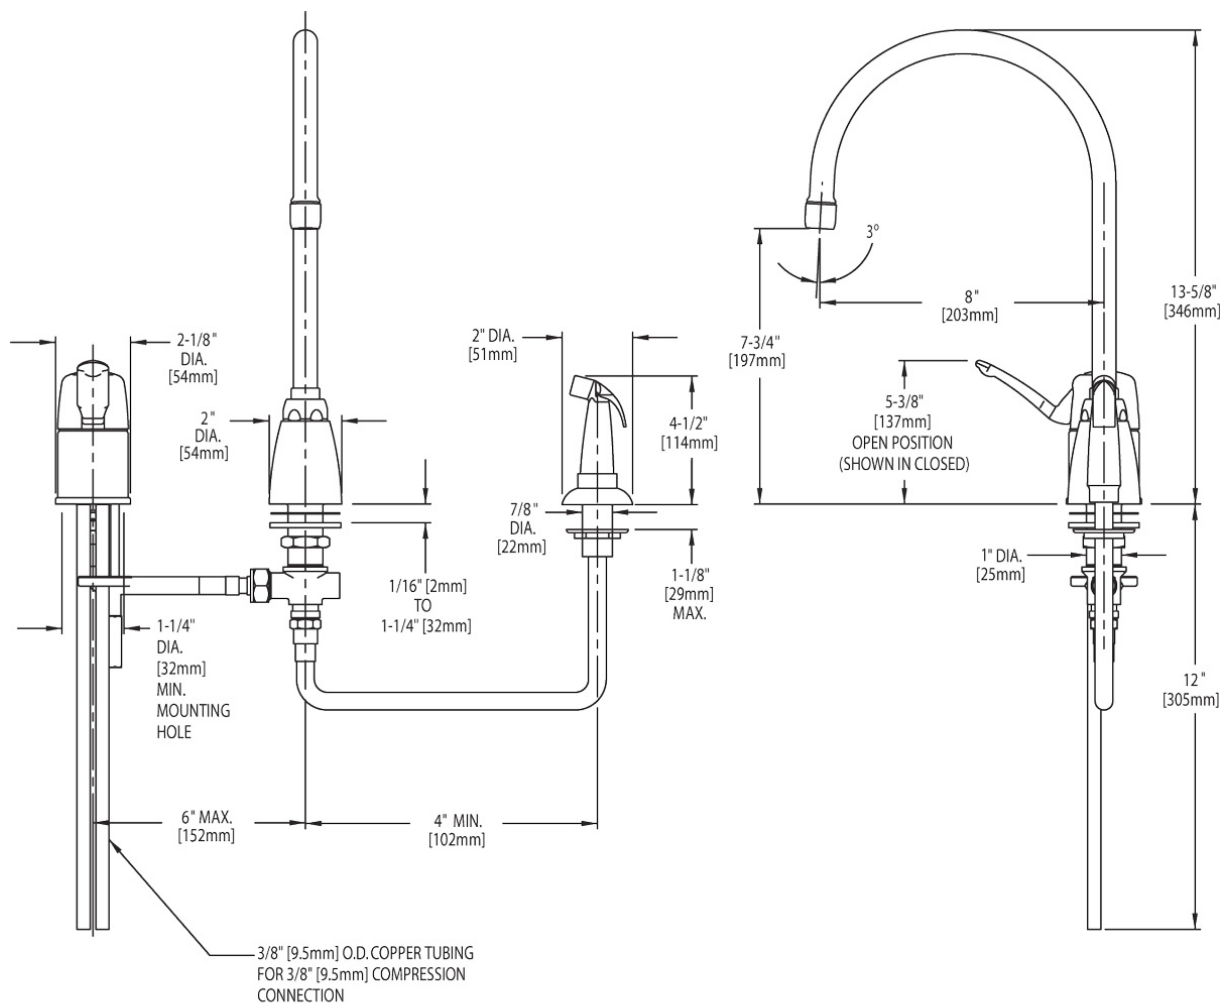 2-1/8"
DIA.
[54mm]
2"
DIA.
[54mm]
2" DIA.
[51mm]
4-1/2"
[114mm]
7/8"
DIA.
[22mm]
1/16" [2mm]
TO
1-1/4" [32mm]
1-1/8"
[29mm]
MAX.
1-1/4"
DIA.
[32mm]
MIN.
MOUNTING
HOLE
6" MAX.
[152mm]
4" MIN.
[102mm]
3/8" [9.5mm] O.D. COPPER TUBING
FOR 3/8" [9.5mm] COMPRESSION
CONNECTION
3°
8"
[203mm]
13-5/8"
[346mm]
7-3/4"
[197mm]
5-3/8"
[137mm]
OPEN POSITION
(SHOWN IN CLOSED)
1" DIA.
[25mm]
12"
[305mm]